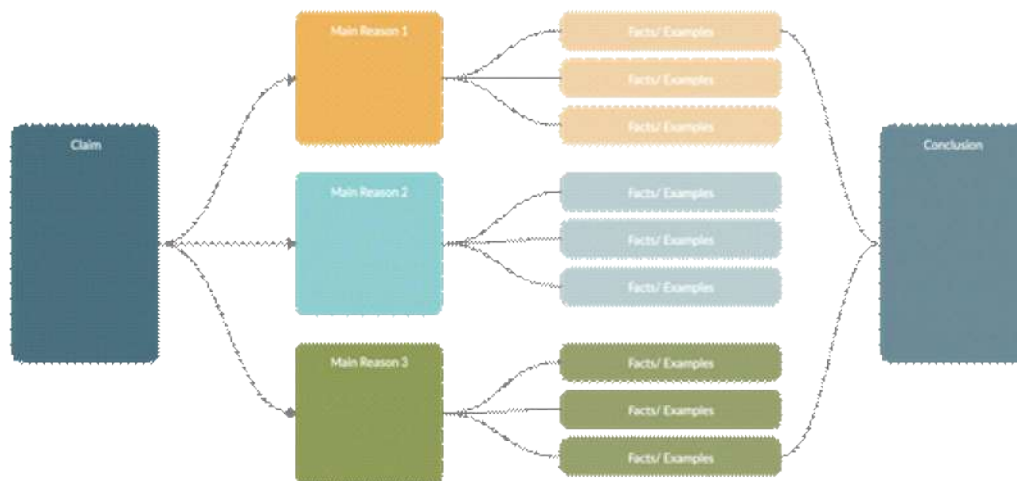 Claim
Main Reason 1
Facts/ Examples
Facts/ Examples
Facts/ Examples
Main Reason 2
Facts/ Examples
Facts/ Examples
Facts/ Examples
Main Reason 3
Facts/ Examples
Facts/ Examples
Facts/ Examples
Conclusion